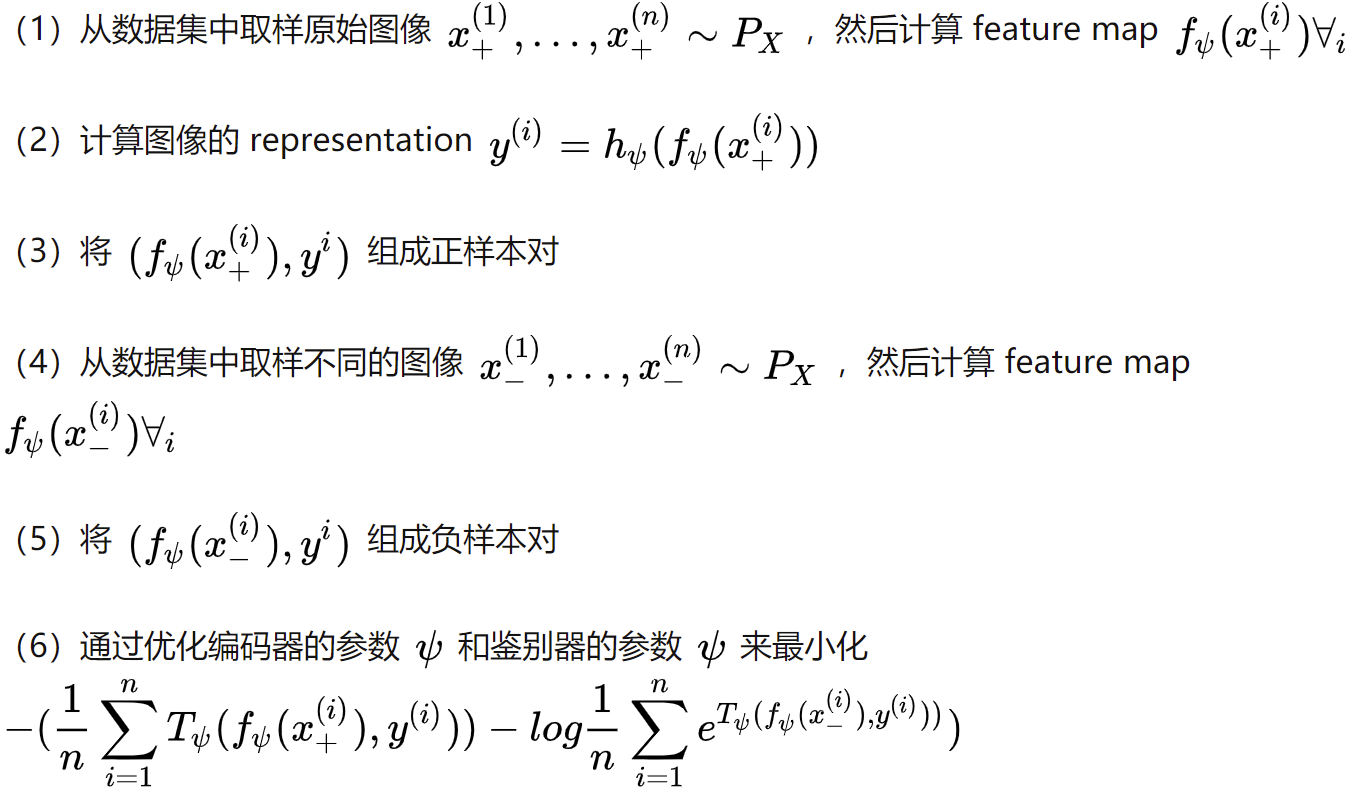 （1）从数据集中取样原始图像 $x_+^{(1)}, \ldots, x_+^{(n)} \sim P_X$ ，然后计算 feature map $f_\psi(x_+^{(i)}) \forall_i$
（2）计算图像的 representation $y^{(i)} = h_\psi(f_\psi(x_+^{(i)}))$
（3）将 $(f_\psi(x_+^{(i)}), y^i)$ 组成正样本对
（4）从数据集中取样不同的图像 $x_-^{(1)}, \ldots, x_-^{(n)} \sim P_X$ ，然后计算 feature map
$f_\psi(x_-^{(i)}) \forall_i$
（5）将 $(f_\psi(x_-^{(i)}), y^i)$ 组成负样本对
（6）通过优化编码器的参数 $\psi$ 和鉴别器的参数 $\psi$ 来最小化
$-(\frac{1}{n} \sum_{i=1}^{n} T_\psi(f_\psi(x_+^{(i)}), y^{(i)})) - log \frac{1}{n} \sum_{i=1}^{n} e^{T_\psi(f_\psi(x_-^{(i)}), y^{(i)}))})$